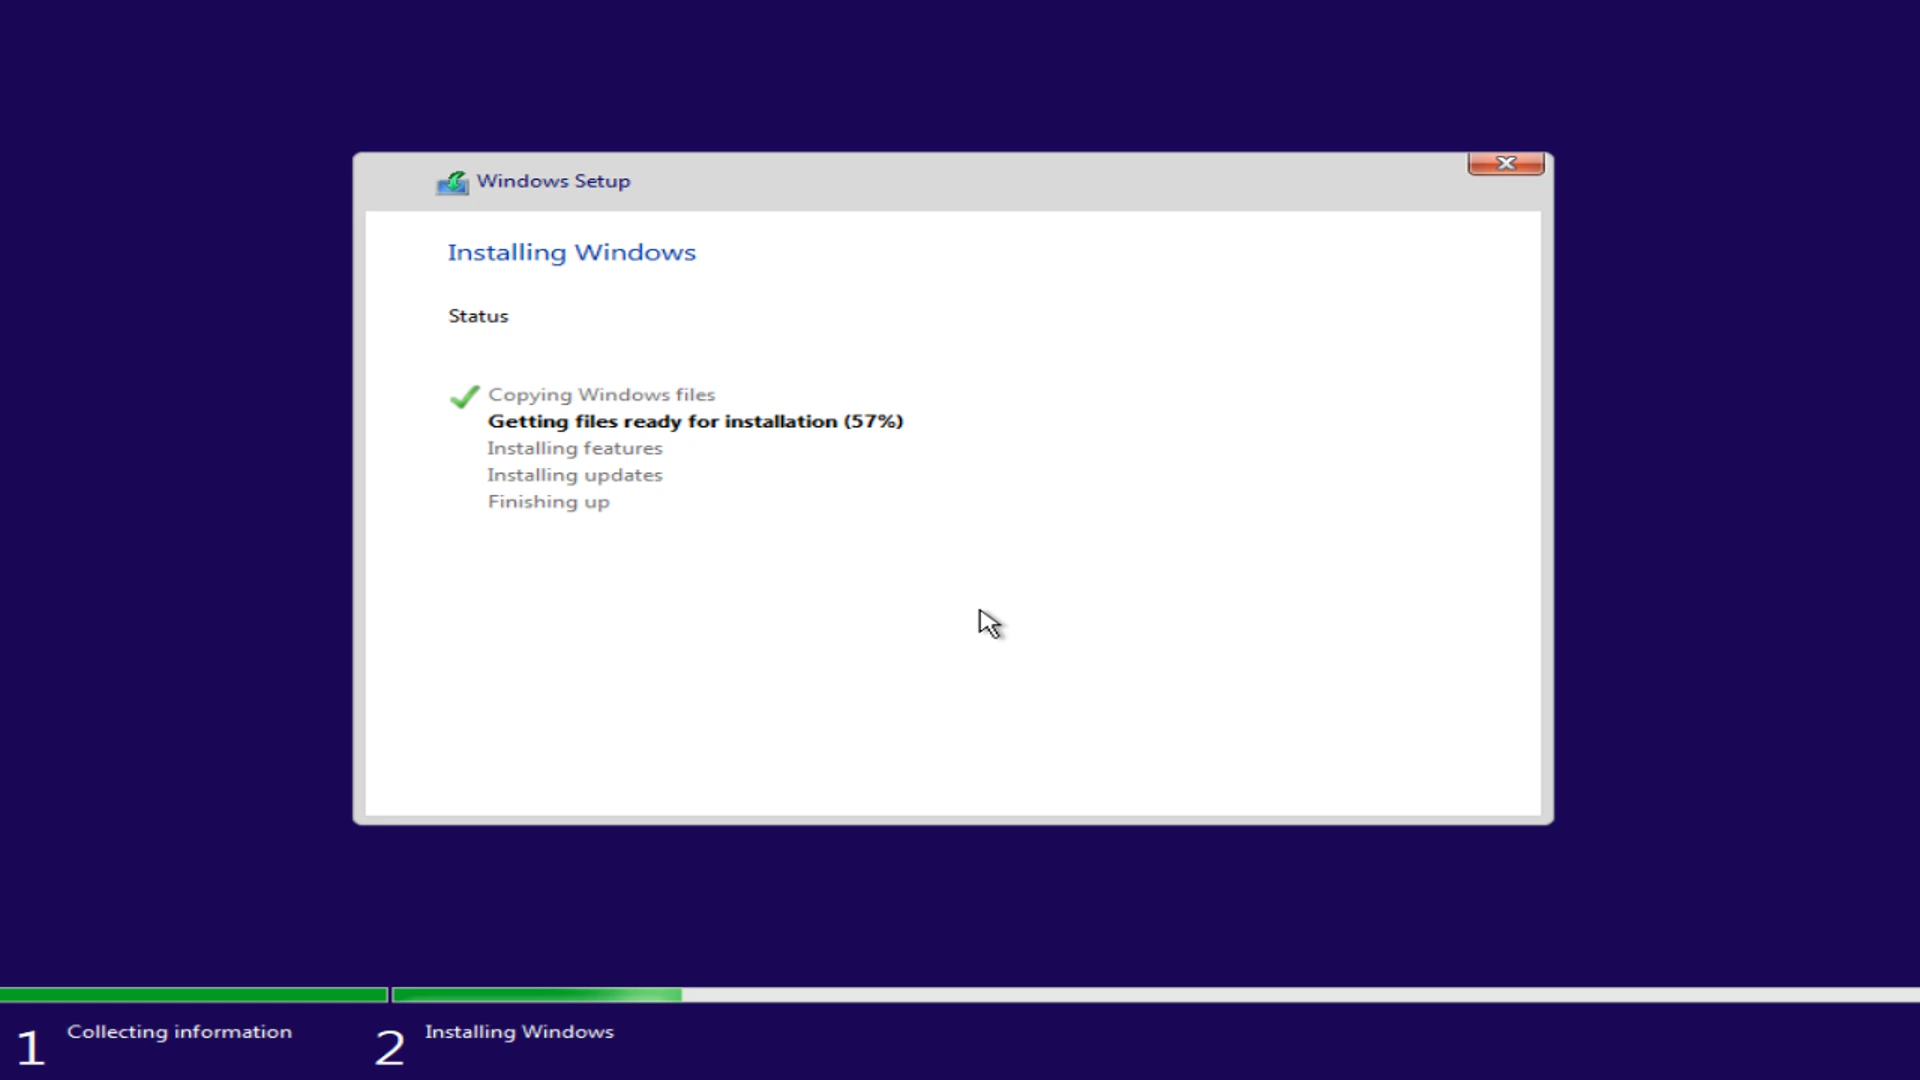 Windows Setup
Installing Windows
Status
Copying Windows files
Getting files ready for installation (57%)
Installing features
Installing updates
Finishing up
1 Collecting information
2 Installing Windows